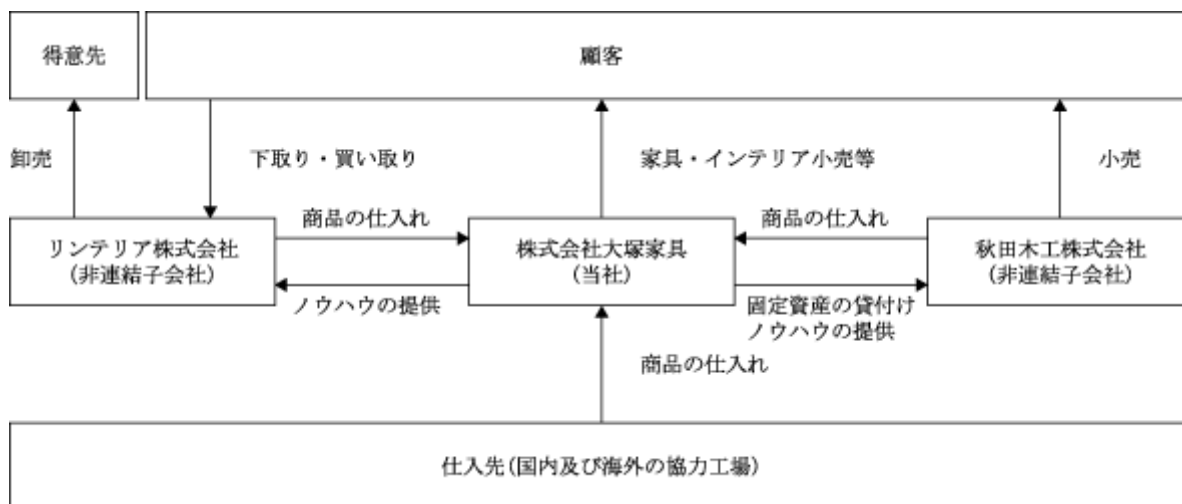 得意先
顧客
卸売
下取り・買い取り
家具・インテリア小売等
小売
商品の仕入れ
商品の仕入れ
リンテリア株式会社
(非連結子会社)
株式会社大塚家具
(当社)
秋田木工株式会社
(非連結子会社)
ノウハウの提供
固定資産の貸付け
ノウハウの提供
商品の仕入れ
仕入先(国内及び海外の協力工場)